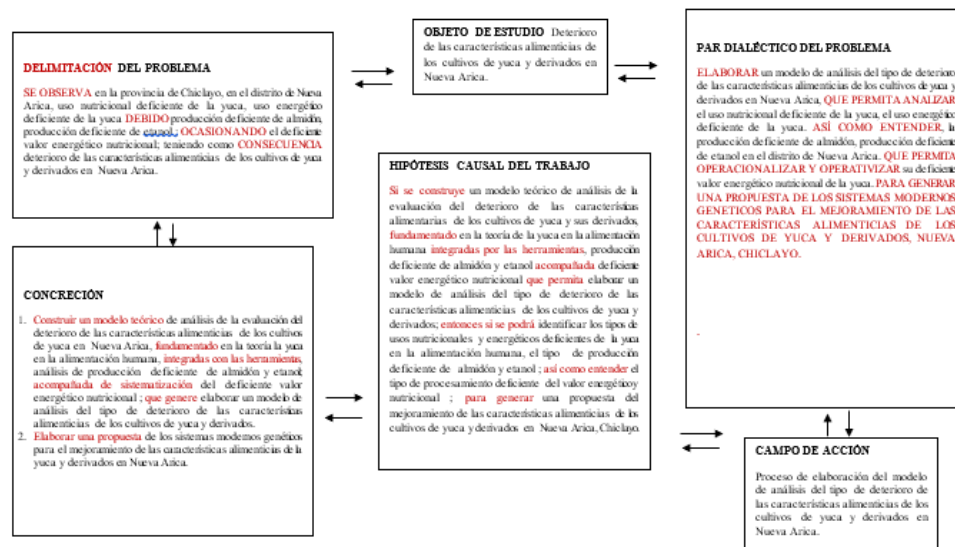 DELIMITACIÓN DEL PROBLEMA
SE OBSERVA en la provincia de Chiclayo, en el distrito de Nueva
Arica, uso nutricional deficiente de la yuca, uso energético
deficiente de la yuca DEBIDO producción deficiente de almidón,
producción deficiente de etanol ; OCASIONANDO el deficiente
valor energético nutricional; teniendo como CONSECUENCIA
deterioro de las características alimenticias de los cultivos de yuca
y derivados en Nueva Arica.
OBJETO DE ESTUDIO Deterioro
de las características alimenticias de
los cultivos de yuca y derivados en
Nueva Arica.
PAR DIALÉCTICO DEL PROBLEMA
ELABORAR un modelo de análisis del tipo de deterioro
de las características alimenticias de los cultivos de yuca y
derivados en Nueva Arica, QUE PERMITA ANALIZAR
el uso nutricional deficiente de la yuca, el uso energético
deficiente de la yuca. ASÍ COMO ENTENDER, la
producción deficiente de almidón, producción deficiente
de etanol en el distrito de Nueva Arica. QUE PERMITA
OPERACIONALIZAR Y OPERATIVIZAR su deficiente
valor energético nutricional de la yuca. PARA GENERAR
UNA PROPUESTA DE LOS SISTEMAS MODERNOS
GENETICOS PARA EL MEJORAMIENTO DE LAS
CARACTERÍSTICAS ALIMENTICIAS DE LOS
CULTIVOS DE YUCA Y DERIVADOS, NUEVA
ARICA, CHICLAYO.
.
HIPÓTESIS CAUSAL DEL TRABAJO
Si se construye un modelo teórico de análisis de la
evaluación del deterioro de las características
alimentarias de los cultivos de yuca y sus derivados,
fundamentado en la teoría de la yuca en la alimentación
humana integradas por las herramientas, producción
deficiente de almidón y etanol acompañada deficiente
valor energético nutricional que permita elaborar un
modelo de análisis del tipo de deterioro de las
características alimenticias de los cultivos de yuca y
derivados; entonces si se podrá identificar los tipos de
usos nutricionales y energéticos deficientes de la yuca
en la alimentación humana, el tipo de producción
deficiente de almidón y etanol ; así como entender el
tipo de procesamiento deficiente del valor energéticoy
nutricional ; para generar una propuesta del
mejoramiento de las características alimenticias de los
cultivos de yuca y derivados en Nueva Arica, Chiclayo.
CONCRECIÓN
1. Construir un modelo teórico de análisis de la evaluación del
deterioro de las características alimenticias de los cultivos
de yuca en Nueva Arica, fundamentado en la teoría la yuca
en la alimentación humana, integradas con las herramientas,
análisis de producción deficiente de almidón y etanol,
acompañada de sistematización del deficiente valor
energético nutricional ; que genere elaborar un modelo de
análisis del tipo de deterioro de las características
alimenticias de los cultivos de yuca y derivados.
2. Elaborar una propuesta de los sistemas modernos genéticos
para el mejoramiento de las características alimenticias de la
yuca y derivados en Nueva Arica.
CAMPO DE ACCIÓN
Proceso de elaboración del modelo
de análisis del tipo de deterioro de
las características alimenticias de los
cultivos de yuca y derivados en
Nueva Arica.